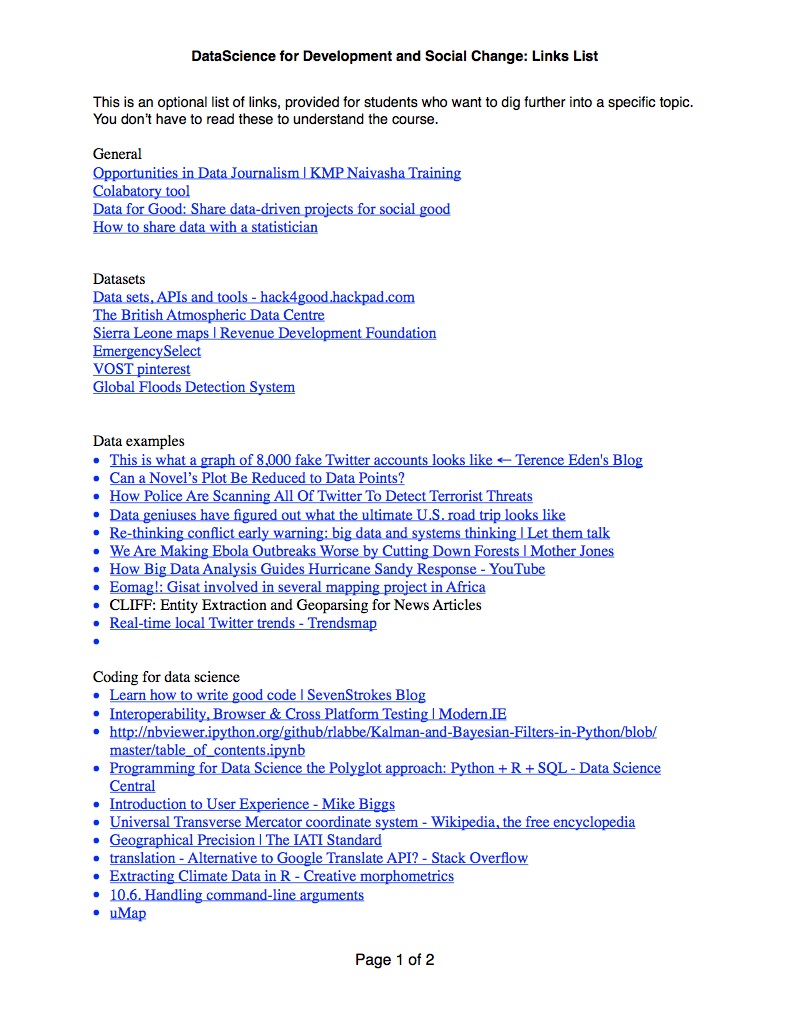 DataScience for Development and Social Change: Links List
This is an optional list of links, provided for students who want to dig further into a specific topic.
You don't have to read these to understand the course.
General
Opportunities in Data Journalism | KMP Naivasha Training
Colabatory tool
Data for Good: Share data-driven projects for social good
How to share data with a statistician
Datasets
Data sets, APIs and tools - hack4good.hackpad.com
The British Atmospheric Data Centre
Sierra Leone maps | Revenue Development Foundation
EmergencySelect
VOST pinterest
Global Floods Detection System
Data examples
• This is what a graph of 8,000 fake Twitter accounts looks like ← Terence Eden's Blog
• Can a Novel's Plot Be Reduced to Data Points?
• How Police Are Scanning All Of Twitter To Detect Terrorist Threats
• Data geniuses have figured out what the ultimate U.S. road trip looks like
• Re-thinking conflict early warning: big data and systems thinking | Let them talk
• We Are Making Ebola Outbreaks Worse by Cutting Down Forests | Mother Jones
• How Big Data Analysis Guides Hurricane Sandy Response - YouTube
• Eomag!: Gisat involved in several mapping project in Africa
• CLIFF: Entity Extraction and Geoparsing for News Articles
• Real-time local Twitter trends - Trendsmap
•
Coding for data science
• Learn how to write good code | SevenStrokes Blog
• Interoperability, Browser & Cross Platform Testing | Modern.IE
• http://nbviewer.ipython.org/github/rlabbe/Kalman-and-Bayesian-Filters-in-Python/blob/
master/table_of_contents.ipynb
• Programming for Data Science the Polyglot approach: Python + R + SQL - Data Science
Central
• Introduction to User Experience - Mike Biggs
• Universal Transverse Mercator coordinate system - Wikipedia, the free encyclopedia
• Geographical Precision | The IATI Standard
• translation - Alternative to Google Translate API? - Stack Overflow
• Extracting Climate Data in R - Creative morphometrics
• 10.6. Handling command-line arguments
• uMap
Page 1 of 2